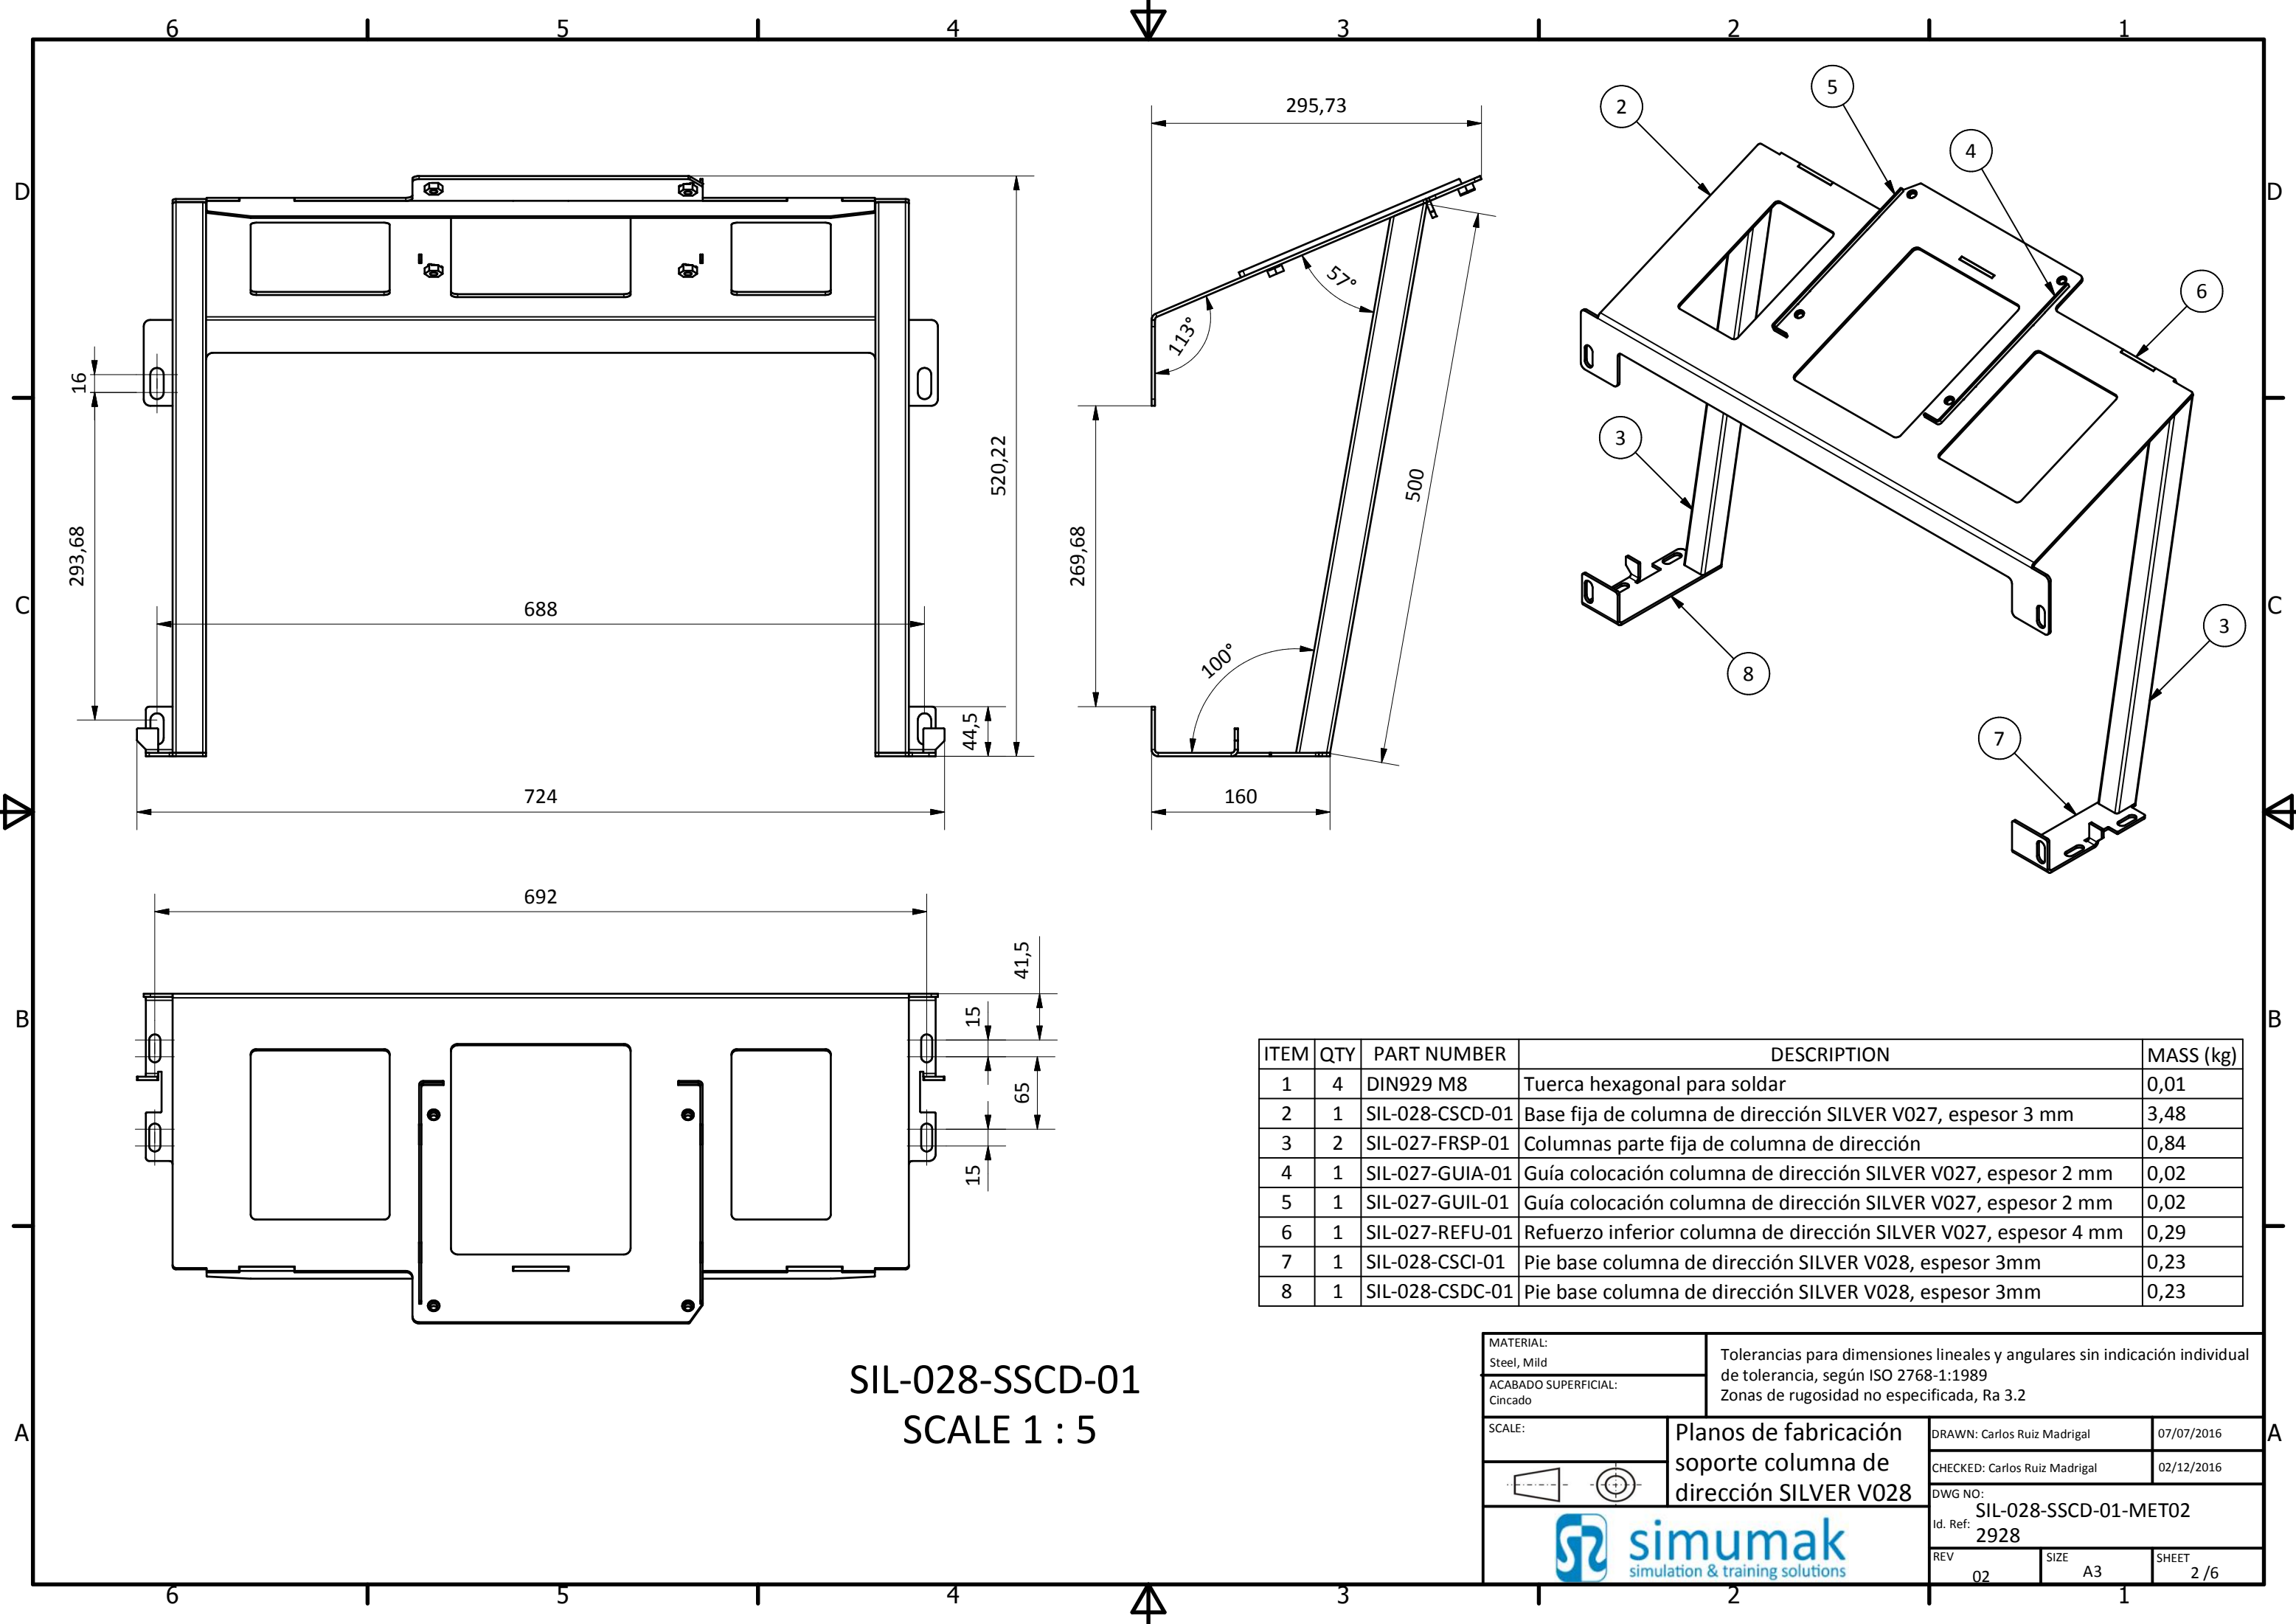 6 5 4 3 2 1
D D
C C
B B
A A
6 5 4 3 2 1
16
293,68
688
724
520,22
44,5
295,73
57°
113°
269,68
500
100°
160
2
5
4
6
3
8
3
7
692
41,5
15
65
15
SIL-028-SSCD-01
SCALE 1 : 5
ITEM QTY PART NUMBER DESCRIPTION MASS (kg)
1 4 DIN929 M8 Tuerca hexagonal para soldar 0,01
2 1 SIL-028-CSCD-01 Base fija de columna de dirección SILVER V027, espesor 3 mm 3,48
3 2 SIL-027-FRSP-01 Columnas parte fija de columna de dirección 0,84
4 1 SIL-027-GUIA-01 Guía colocación columna de dirección SILVER V027, espesor 2 mm 0,02
5 1 SIL-027-GUIL-01 Guía colocación columna de dirección SILVER V027, espesor 2 mm 0,02
6 1 SIL-027-REFU-01 Refuerzo inferior columna de dirección SILVER V027, espesor 4 mm 0,29
7 1 SIL-028-CSCI-01 Pie base columna de dirección SILVER V028, espesor 3mm 0,23
8 1 SIL-028-CSDC-01 Pie base columna de dirección SILVER V028, espesor 3mm 0,23
MATERIAL:
Steel, Mild
ACABADO SUPERFICIAL:
Cincado
Tolerancias para dimensiones lineales y angulares sin indicación individual
de tolerancia, según ISO 2768-1:1989
Zonas de rugosidad no especificada, Ra 3.2
SCALE:
Planos de fabricación
soporte columna de
dirección SILVER V028
DRAWN: Carlos Ruiz Madrigal 07/07/2016
CHECKED: Carlos Ruiz Madrigal 02/12/2016
DWG NO:
SIL-028-SSCD-01-MET02
Id. Ref: 2928
REV 02
SIZE A3
SHEET 2 /6
simumak
simulation & training solutions